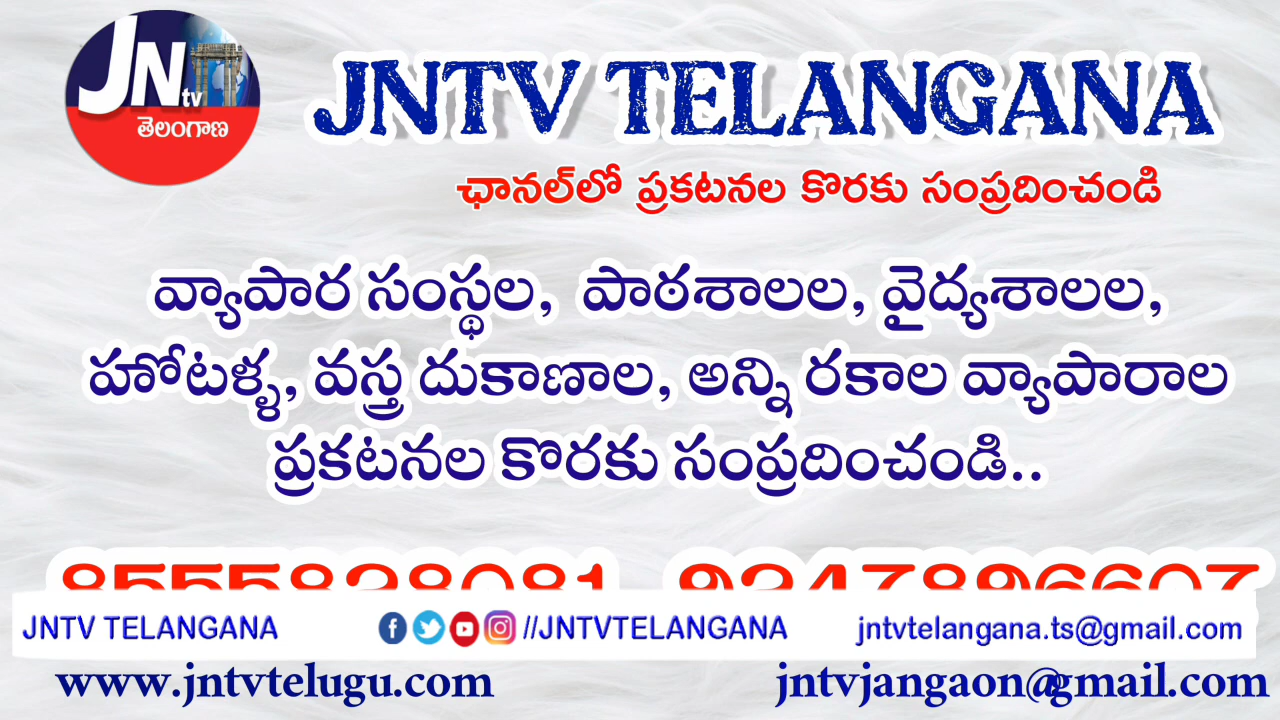 JN tv
తెలంగాణ
JNTV TELANGANA
ఛానల్‌లో ప్రకటనల కొరకు సంప్రదించండి
వ్యాపార సంస్థల, పాఠశాలల, వైద్యశాలల,
హోటళ్ళ, వస్త్ర దుకాణాల, అన్ని రకాల వ్యాపారాల
ప్రకటనల కొరకు సంప్రదించండి..
JNTV TELANGANA //JNTVTELANGANA jntvtelangana.ts@gmail.com
www.jntvtelugu.com jntvjangaon@gmail.com